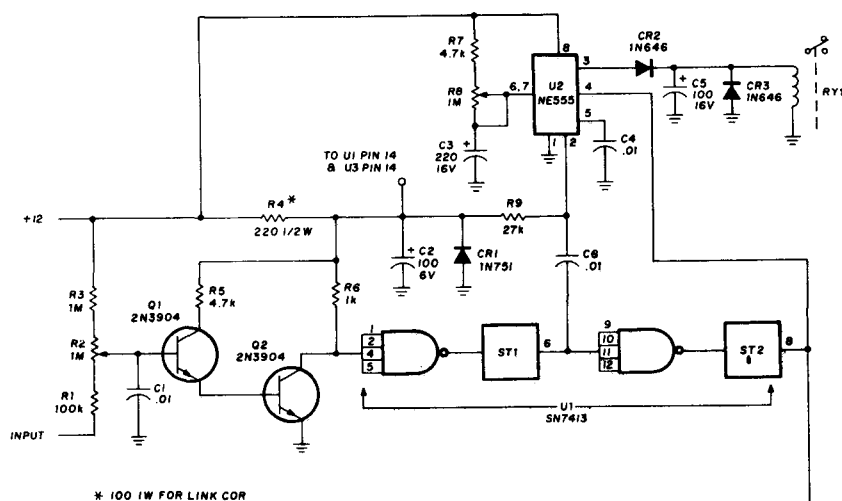 R7
4.7k
R8
1M
6,7
8
U2
NE555
3
4
5
1
2
CR2
1N646
C5
100
16V
CR3
1N646
RY1
C3
220
16V
C4
.01
TO U1 PIN 14
& U3 PIN 14
+12
R4*
220 1/2W
R9
27k
C2
100
6V
CR1
1N751
C6
.01
R3
1M
R5
4.7k
R6
1k
Q1
2N3904
R2
1M
Q2
2N3904
1
2
4
5
ST1
6
9
10
11
12
ST2
8
C1
.01
R1
100k
U1
SN7413
INPUT
* 100 1W FOR LINK COR